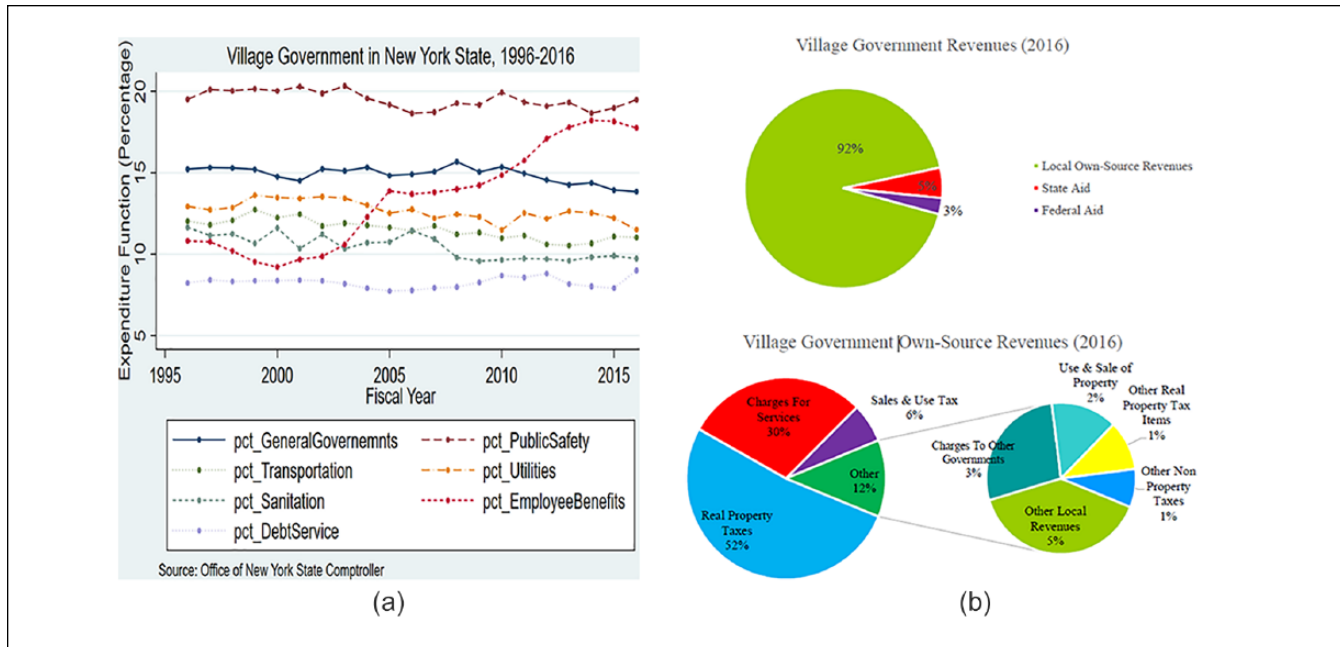 Village Government in New York State, 1996-2016
Expenditure Function (Percentage)
20
15
10
5
1995
2000
2005
2010
2015
Fiscal Year
pct_GeneralGovernemnts
pct_PublicSafety
pct_Transportation
pct_Utilities
pct_Sanitation
pct_EmployeeBenefits
pct_DebtService
Source: Office of New York State Comptroller
(a)
Village Government Revenues (2016)
92%
5%
3%
Local Own-Source Revenues
State Aid
Federal Aid
Village Government Own-Source Revenues (2016)
Charges For
Services
30%
Sales & Use Tax
6%
Other
12%
Real Property
Taxes
52%
Use & Sale of
Property
2%
Other Real
Property Tax
Items
1%
Charges To Other
Governments
3%
Other Non
Property
Taxes
1%
Other Local
Revenues
5%
(b)